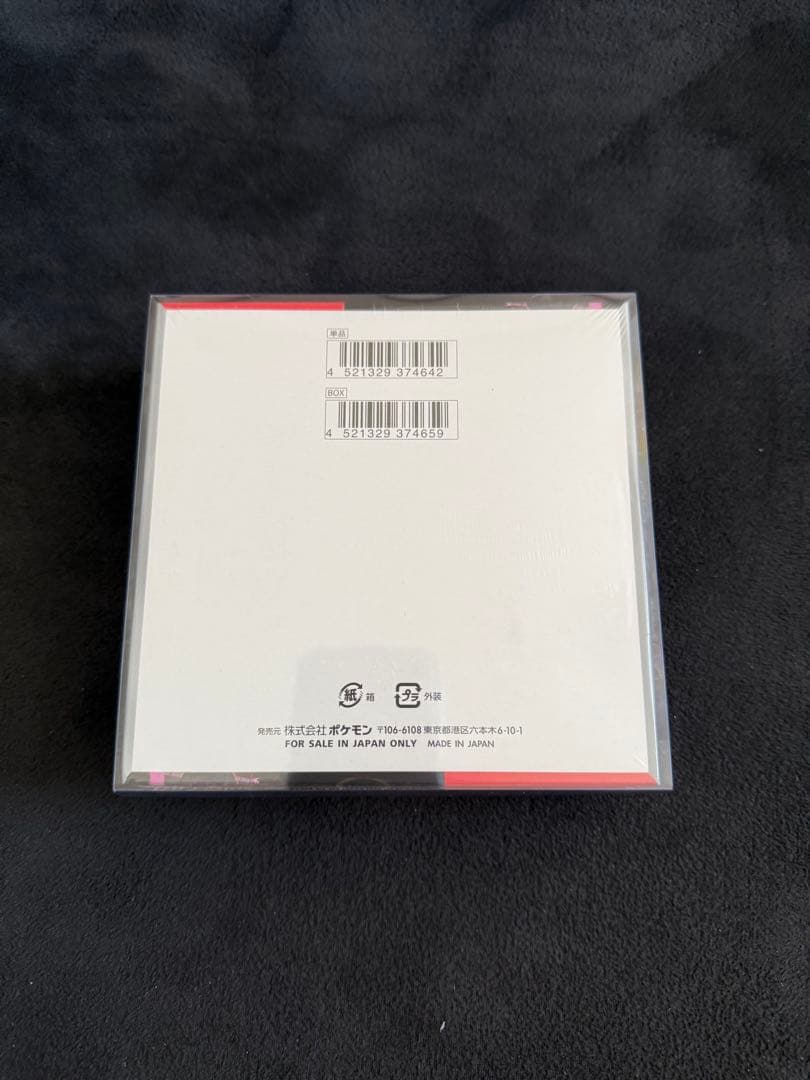 単品
4 521329 374642
BOX
4 521329 374659
紙 箱 プラ 外装
発売元 株式会社ポケモン 〒106-6108 東京都港区六本木6-10-1
FOR SALE IN JAPAN ONLY MADE IN JAPAN